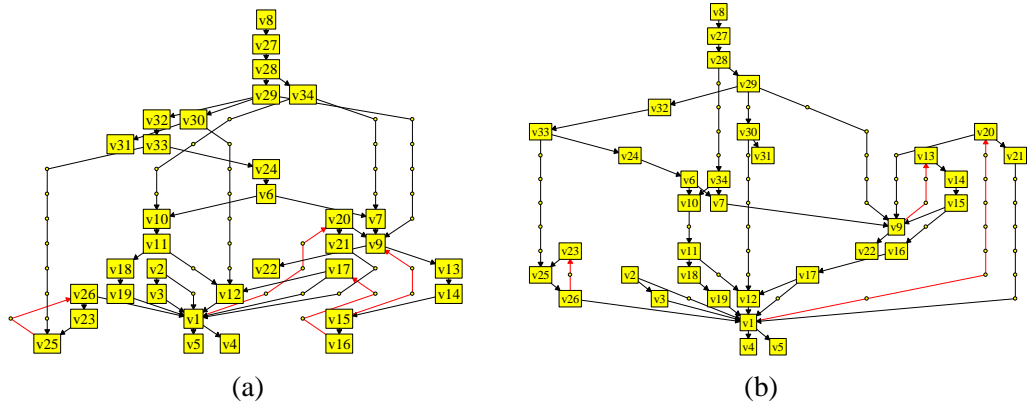 v8
v27
v28
v29 v34
v32 v30
v31 v33
v24
v6
v10 v20 v7
v11 v21 v9
v18 v2 v22 v17 v13
v26 v19 v3 v12 v14
v23 v1 v15
v25 v5 v4 v16
(a)
v8
v27
v28
v29
v32
v33 v30 v20
v24 v31 v13 v21
v6 v34 v14
v10 v7 v15
v9
v23 v11 v22 v16
v25 v2 v18 v17
v26 v3 v19 v12
v1
v4 v5
(b)